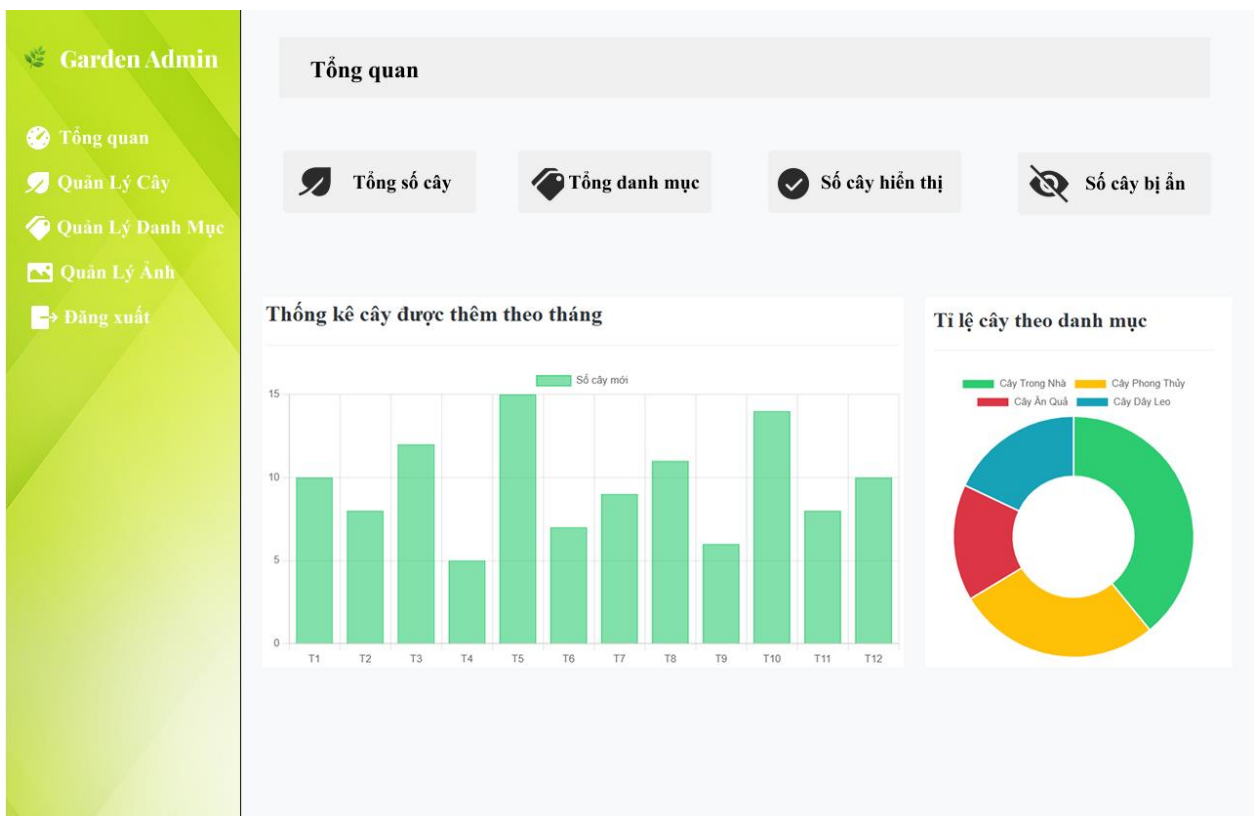 Garden Admin
Tổng quan
Quản Lý Cây
Quản Lý Danh Mục
Quản Lý Ảnh
Đăng xuất
Tổng quan
Tổng số cây
Tổng danh mục
Số cây hiển thị
Số cây bị ẩn
Thống kê cây được thêm theo tháng
Số cây mới
15
10
5
0
T1 T2 T3 T4 T5 T6 T7 T8 T9 T10 T11 T12
Tỉ lệ cây theo danh mục
Cây Trong Nhà Cây Phong Thủy
Cây Ăn Quả Cây Dây Leo